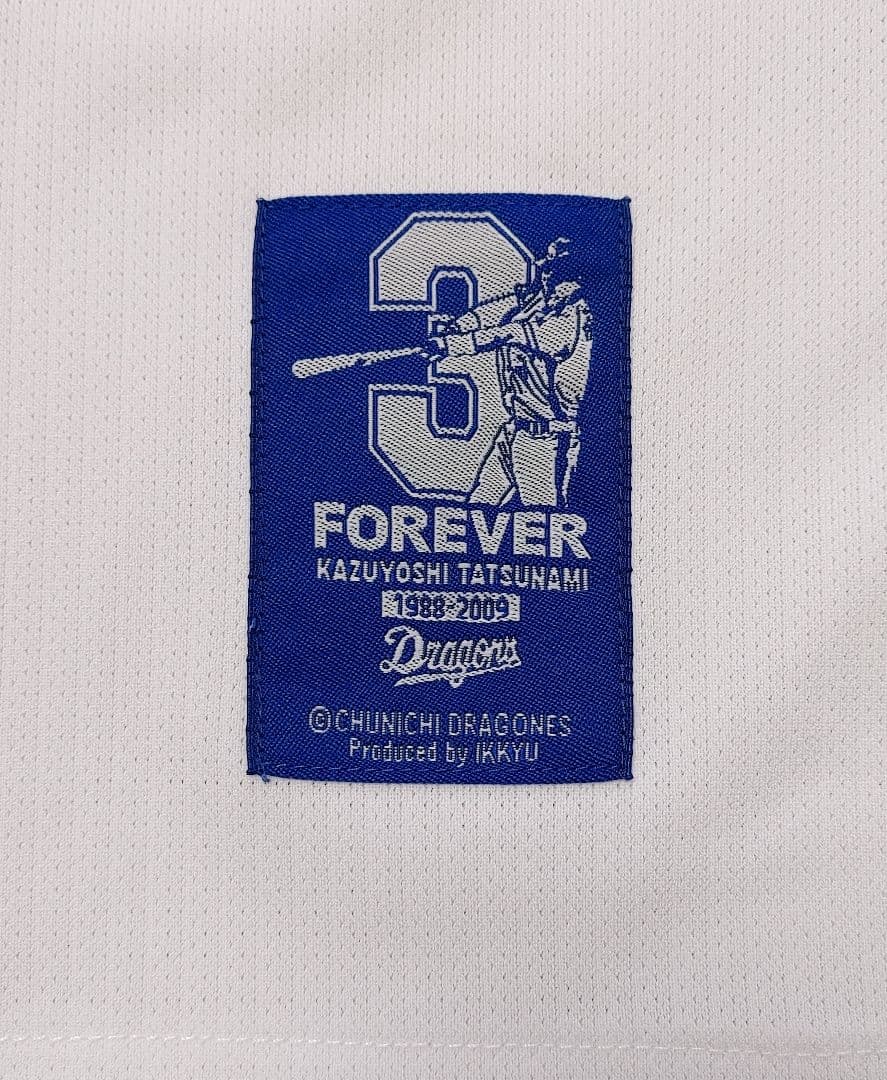 3
FOREVER
KAZUYOSHI TATSUNAMI
1988-2009
Dragons
©CHUNICHI DRAGONES
Produced by IKKYU